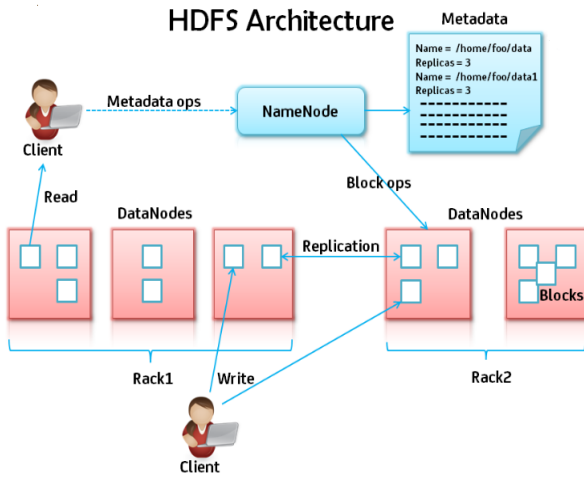 HDFS Architecture
Metadata
Name = /home/foo/data
Replicas = 3
Name = /home/foo/data1
Replicas = 3
Metadata ops
NameNode
Client
Block ops
Read
DataNodes
DataNodes
Replication
Blocks
Rack1
Write
Rack2
Client